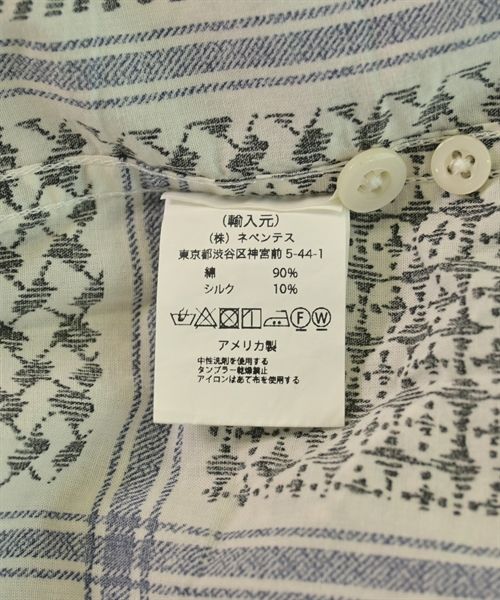 (輸入元)
(株) ネペンテス
東京都渋谷区神宮前 5-44-1
綿 90%
シルク 10%
F W
アメリカ製
中性洗剤を使用する
タンブラー乾燥禁止
アイロンはあて布を使用する